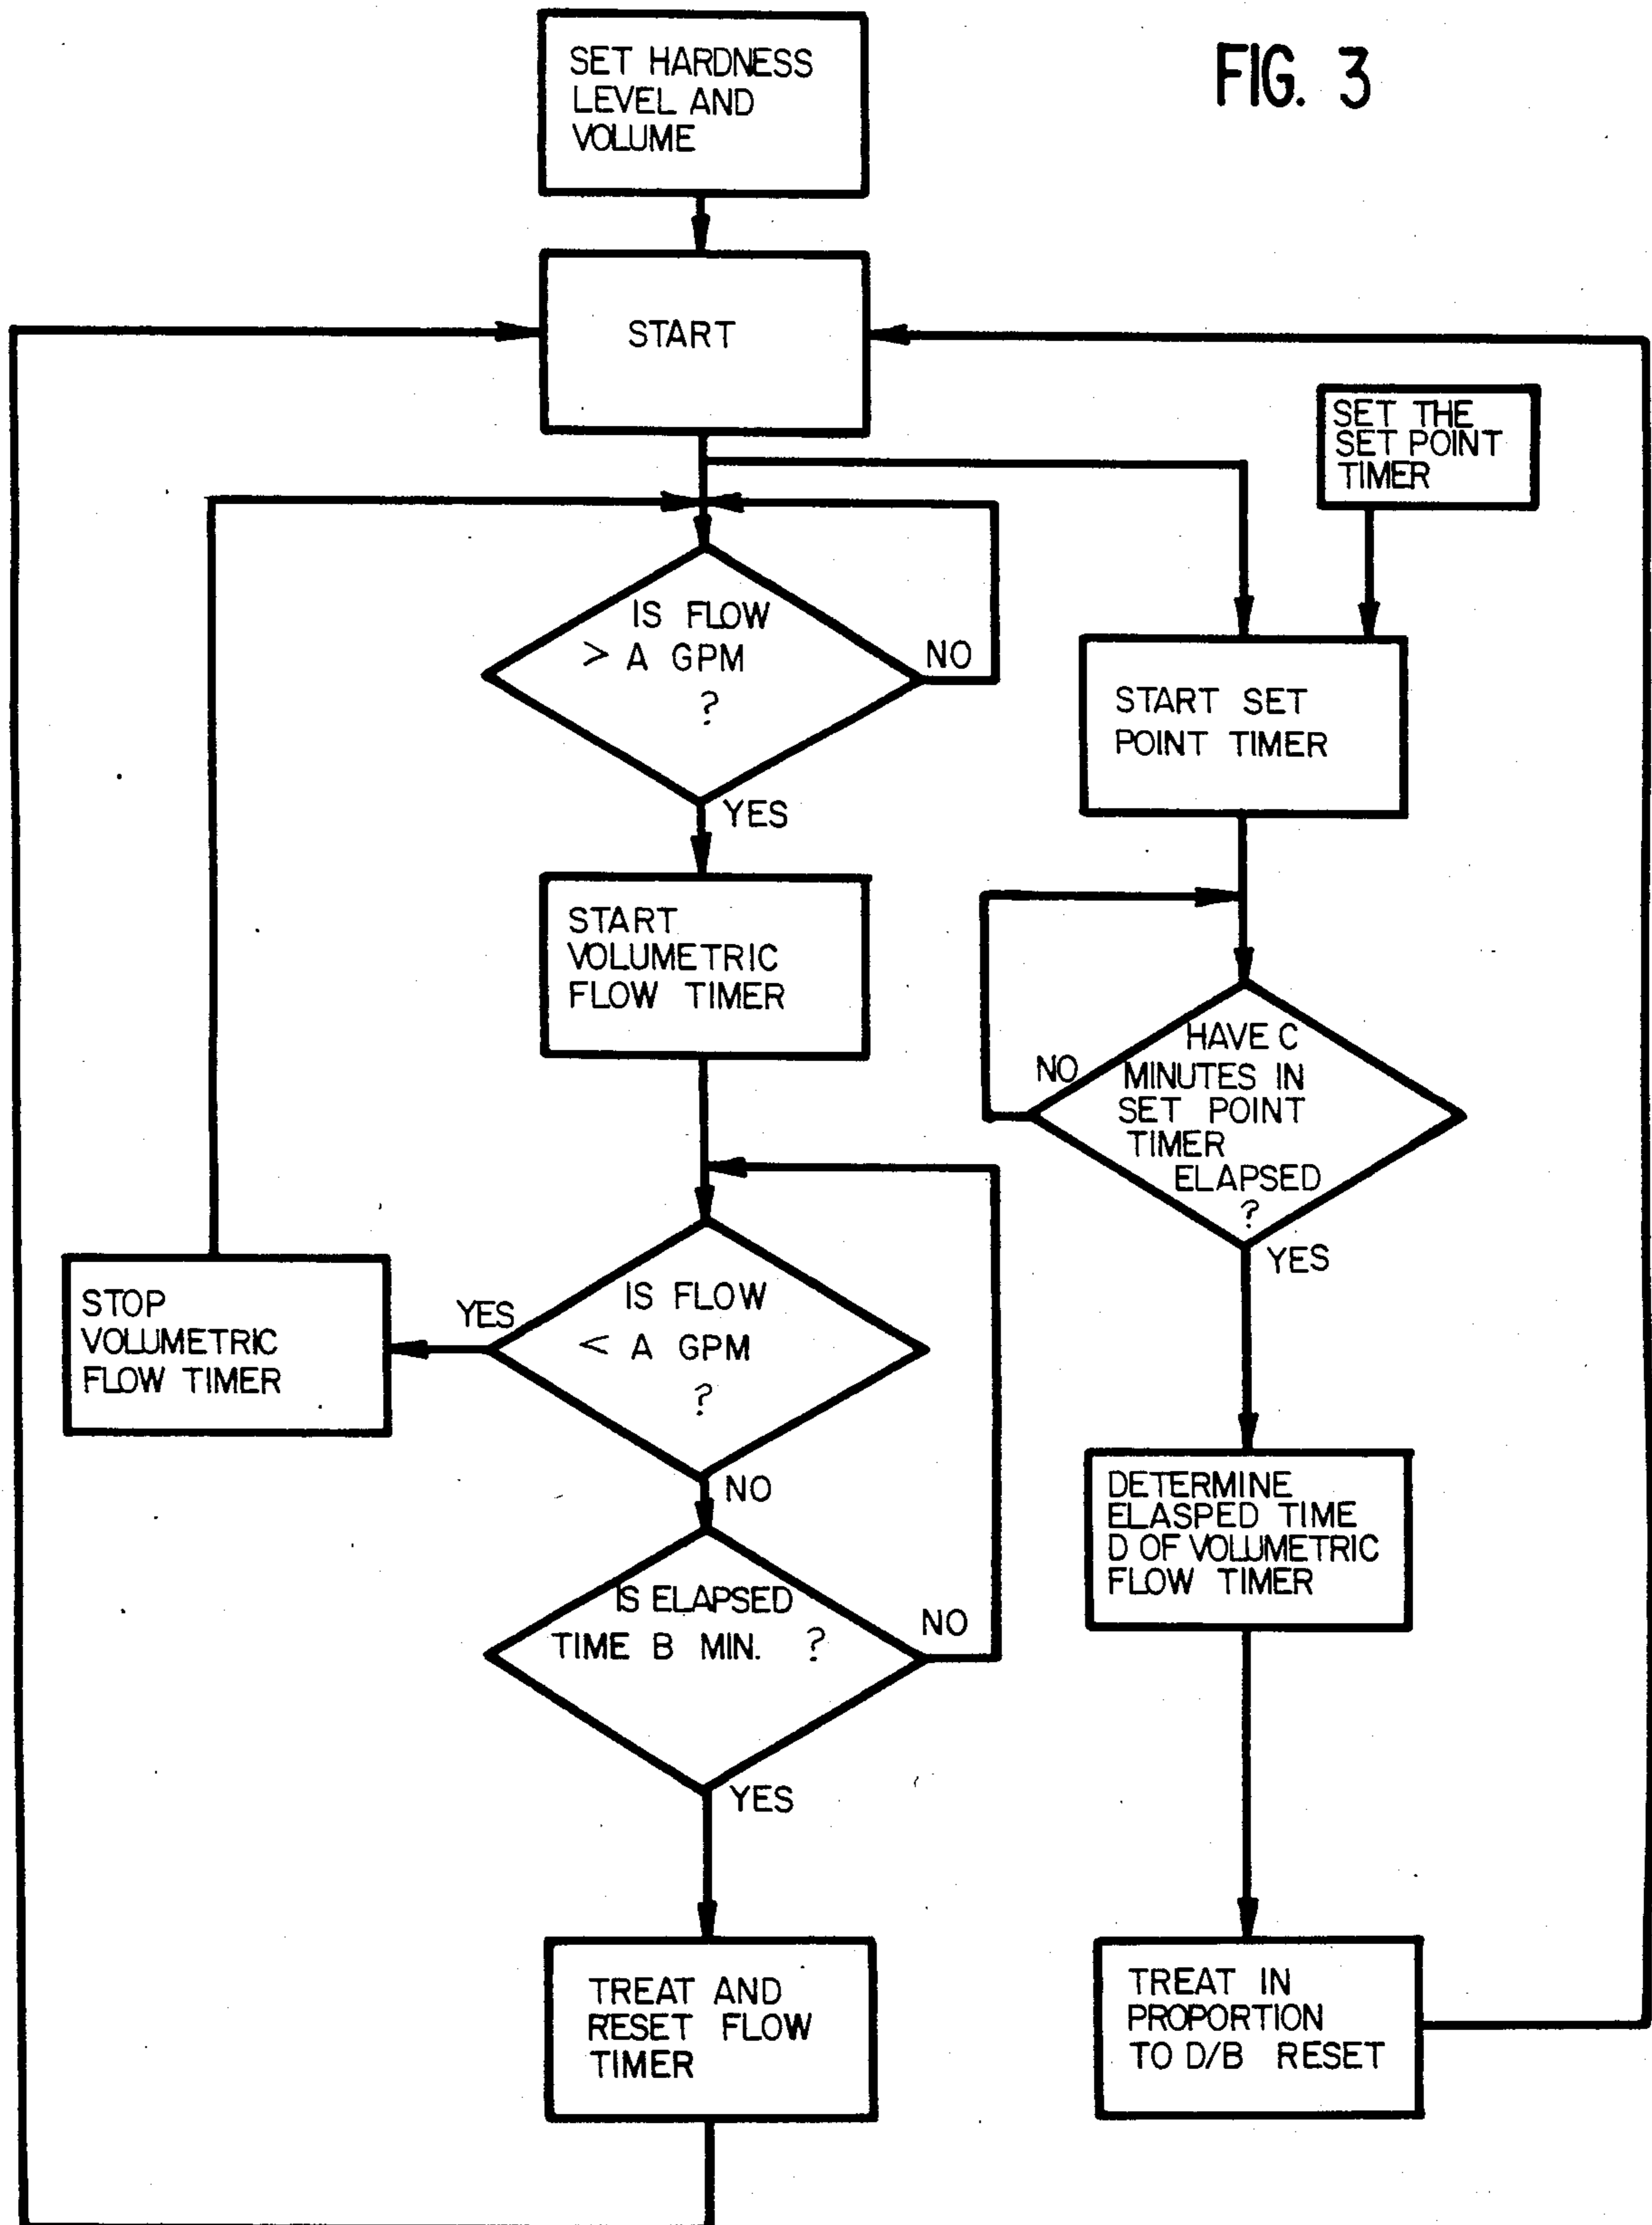 FIG. 3
SET HARDNESS
LEVEL AND
VOLUME
START
SET THE
SET POINT
TIMER
IS FLOW
> A GPM
?
NO
YES
START SET
POINT TIMER
START
VOLUMETRIC
FLOW TIMER
HAVE C
MINUTES IN
SET POINT
TIMER
ELAPSED
?
NO
YES
STOP
VOLUMETRIC
FLOW TIMER
IS FLOW
< A GPM
?
YES
NO
DETERMINE
ELASPED TIME
D OF VOLUMETRIC
FLOW TIMER
IS ELAPSED
TIME B MIN. ?
NO
YES
TREAT AND
RESET FLOW
TIMER
TREAT IN
PROPORTION
TO D/B RESET